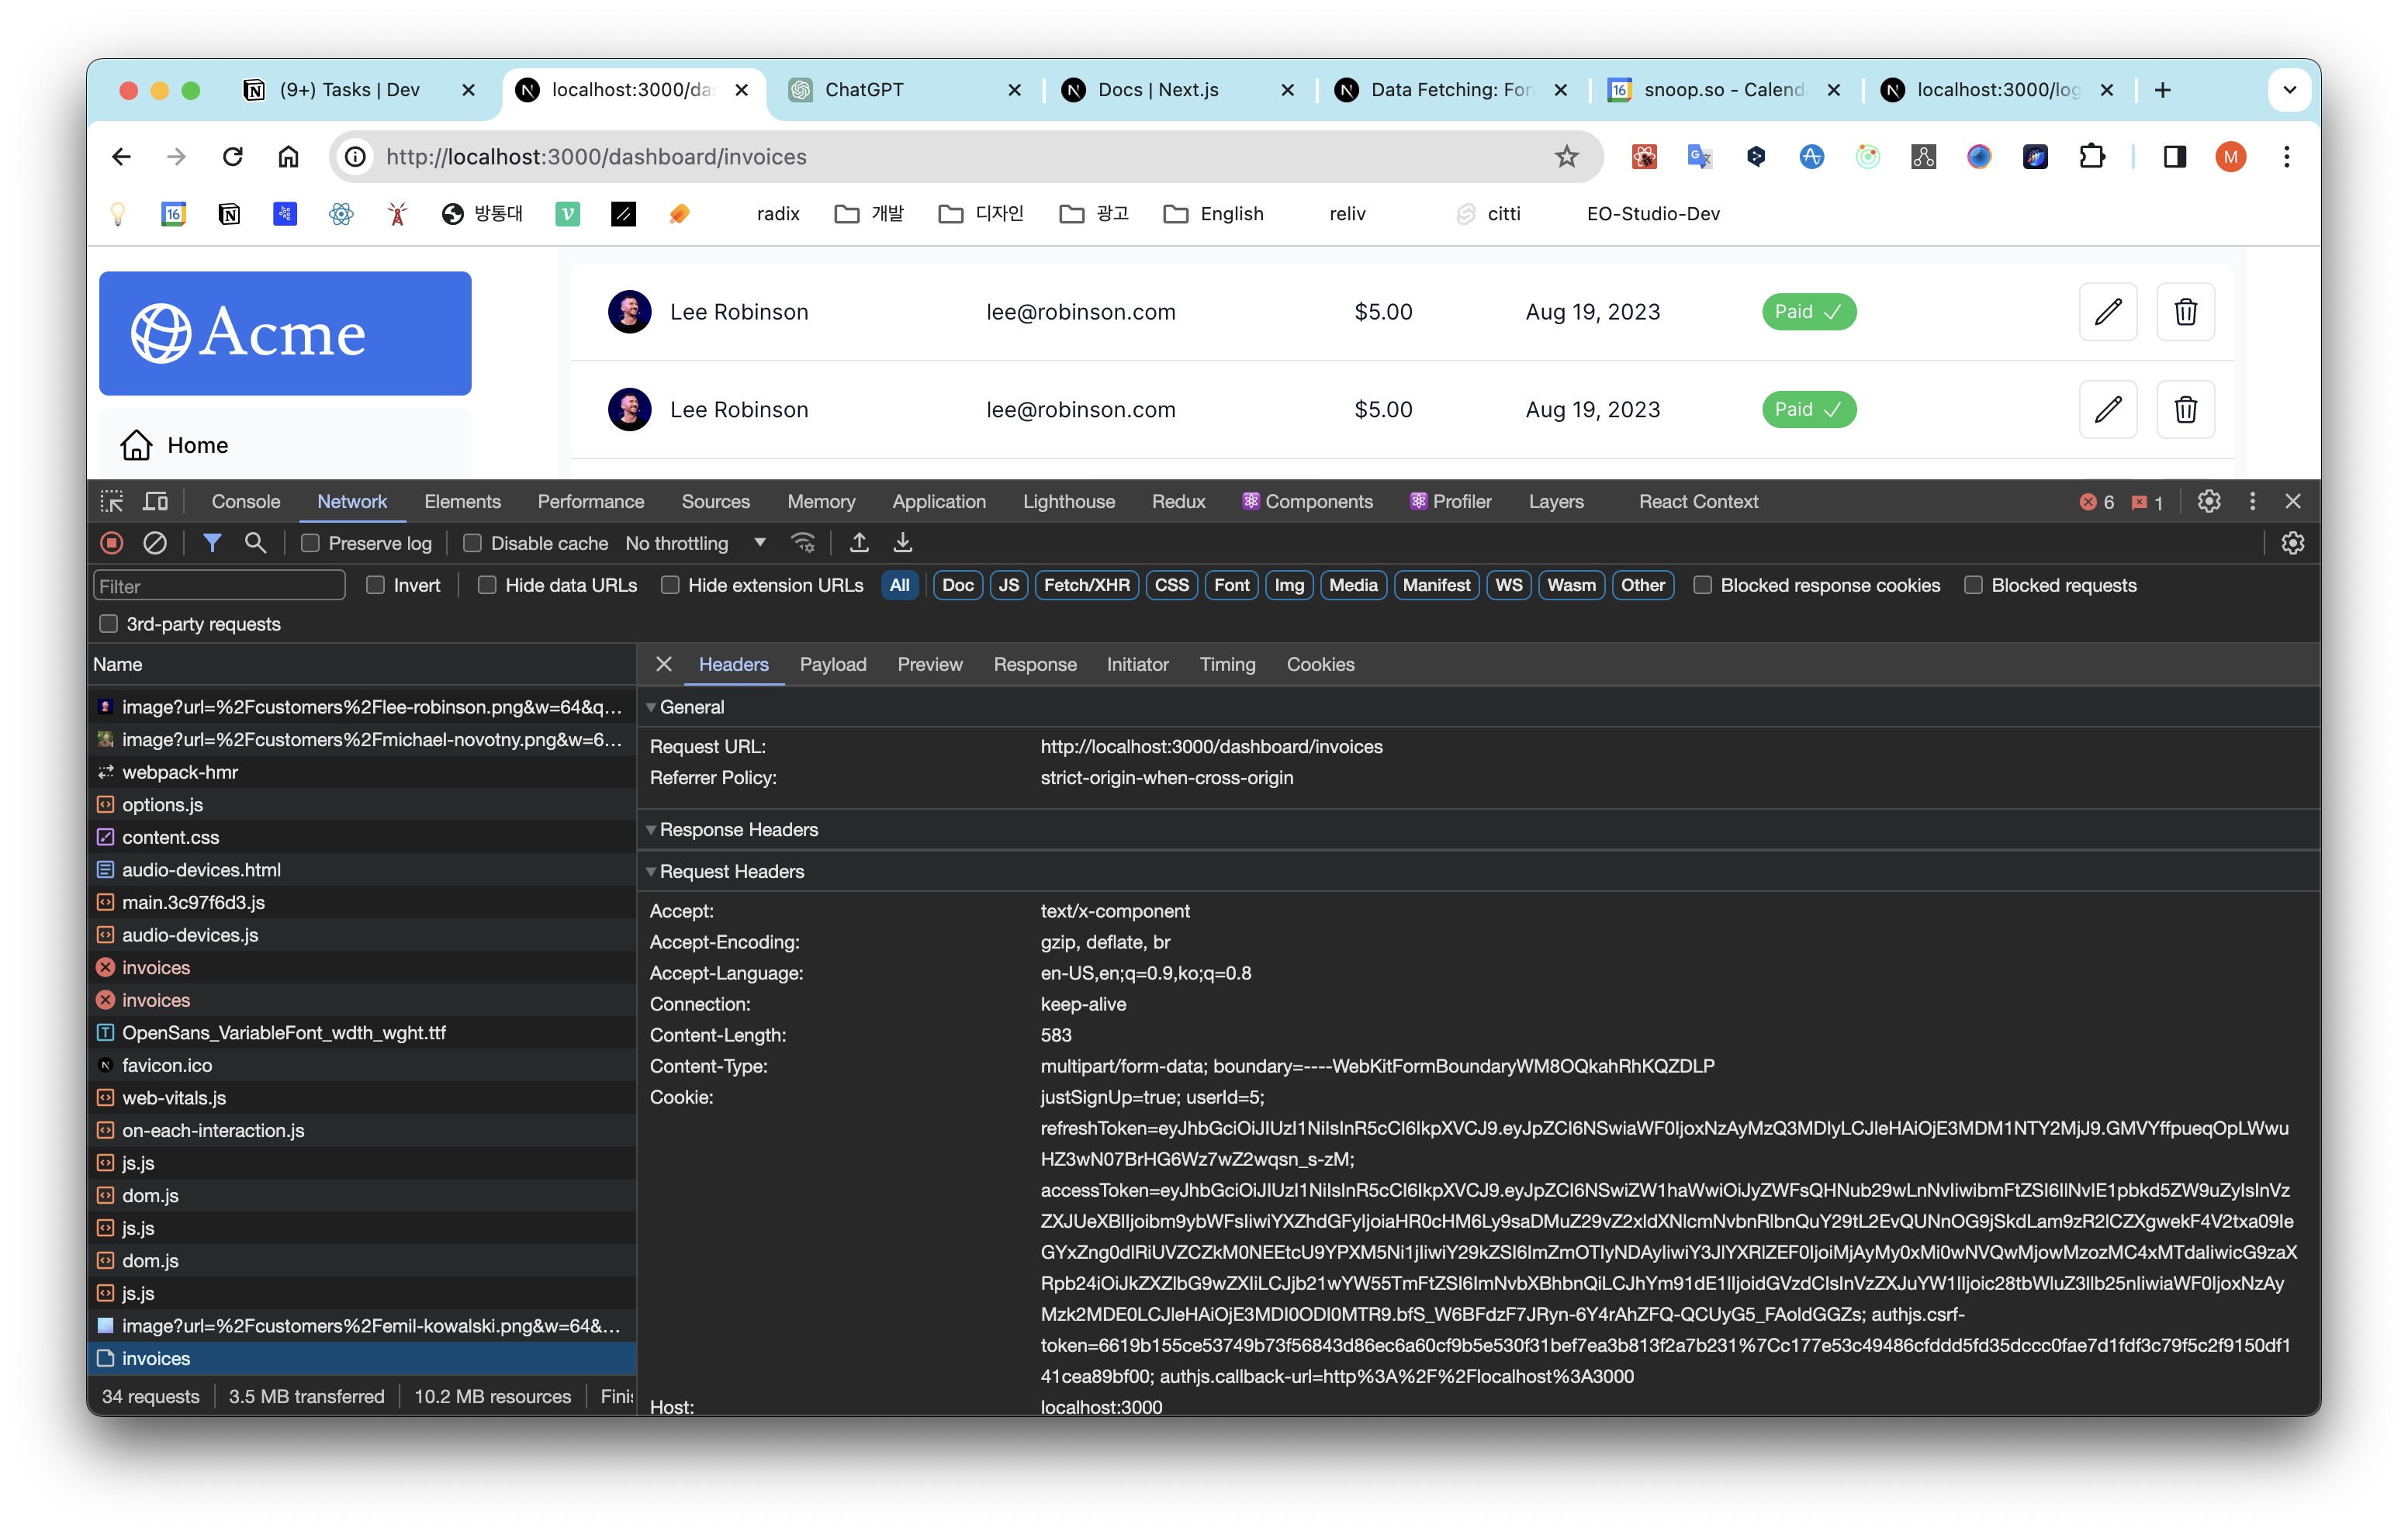 (9+) Tasks | Dev
localhost:3000/da
ChatGPT
Docs | Next.js
Data Fetching: For
snoop.so - Calend
localhost:3000/log
http://localhost:3000/dashboard/invoices
M
16 방통대 radix 개발 디자인 광고 English reliv citti EO-Studio-Dev
Acme
Home
Lee Robinson lee@robinson.com $5.00 Aug 19, 2023 Paid
Lee Robinson lee@robinson.com $5.00 Aug 19, 2023 Paid
Console Network Elements Performance Sources Memory Application Lighthouse Redux Components Profiler Layers React Context 6 1
Preserve log Disable cache No throttling
Filter Invert Hide data URLs Hide extension URLs All Doc JS Fetch/XHR CSS Font Img Media Manifest WS Wasm Other Blocked response cookies Blocked requests
3rd-party requests
Name
image?url=%2Fcustomers%2Flee-robinson.png&w=64&q...
image?url=%2Fcustomers%2Fmichael-novotny.png&w=6...
webpack-hmr
options.js
content.css
audio-devices.html
main.3c97f6d3.js
audio-devices.js
invoices
invoices
OpenSans_VariableFont_wdth_wght.ttf
favicon.ico
web-vitals.js
on-each-interaction.js
js.js
dom.js
js.js
dom.js
js.js
image?url=%2Fcustomers%2Femil-kowalski.png&w=64&...
invoices
34 requests 3.5 MB transferred 10.2 MB resources
Headers Payload Preview Response Initiator Timing Cookies
General
Request URL: http://localhost:3000/dashboard/invoices
Referrer Policy: strict-origin-when-cross-origin
Response Headers
Request Headers
Accept: text/x-component
Accept-Encoding: gzip, deflate, br
Accept-Language: en-US,en;q=0.9,ko;q=0.8
Connection: keep-alive
Content-Length: 583
Content-Type: multipart/form-data; boundary=----WebKitFormBoundaryWM8OQkahRhKQZDLP
Cookie: justSignUp=true; userId=5;
authjs.csrf-
token=6619b155ce53749b73f56843d86ec6a60cf9b5e530f31bef7ea3b813f2a7b231%7Cc177e53c49486cfddd5fd35dccc0fae7d1fdf3c79f5c2f9150df1
41cea89bf00; authjs.callback-url=http%3A%2F%2Flocalhost%3A3000
Host: localhost:3000